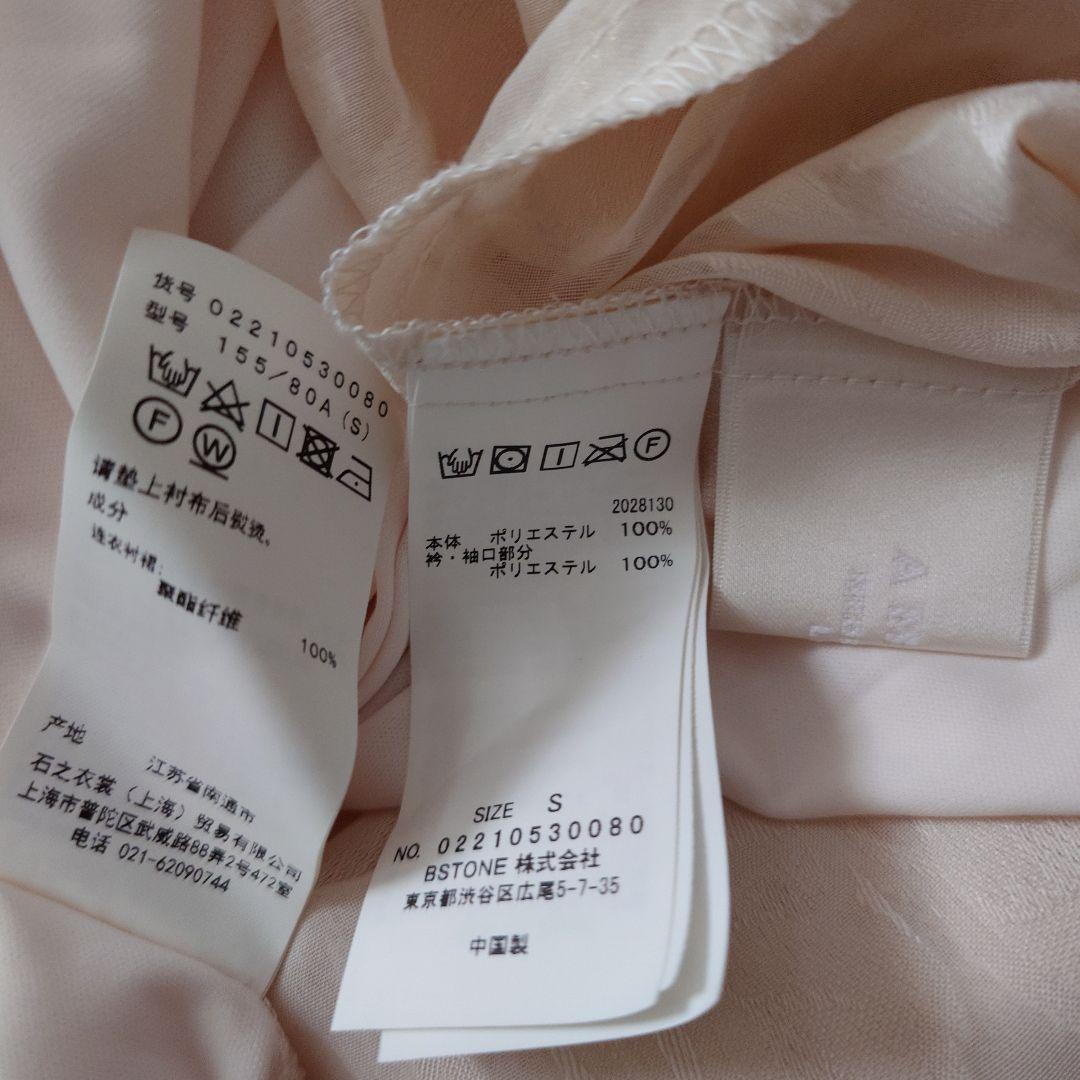 货号 02210530080
型号 155/80A (S)
F
W
请垫上衬布后熨烫。
成分
连衣衬裙:
聚酯纤维
100%
产地 江苏省南通市
石之衣裳（上海）贸易有限公司
上海市普陀区武威路88弄2号472室
电话 021-62090744
F
2028130
本体 ポリエステル 100%
衿・袖口部分
ポリエステル 100%
SIZE S
NO. 02210530080
BSTONE 株式会社
東京都渋谷区広尾5-7-35
中国製